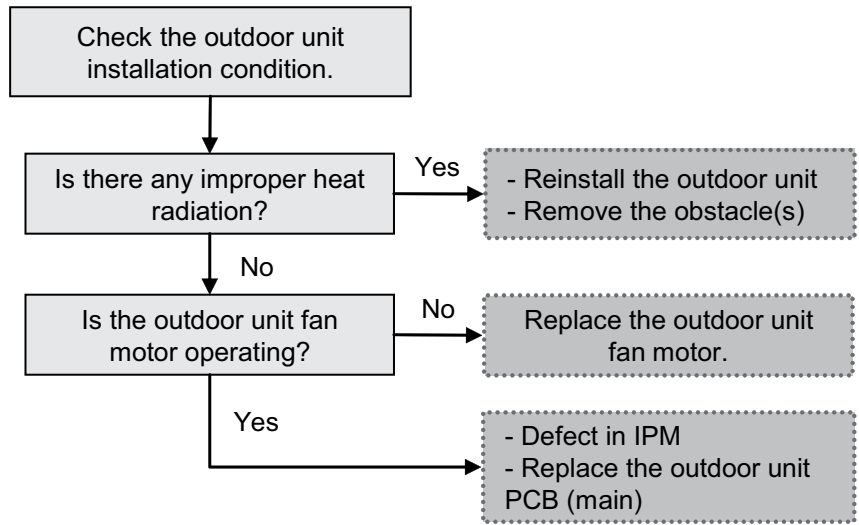 Check the outdoor unit
installation condition.
Is there any improper heat
radiation?
Yes
- Reinstall the outdoor unit
- Remove the obstacle(s)
No
Is the outdoor unit fan
motor operating?
No
Replace the outdoor unit
fan motor.
Yes
- Defect in IPM
- Replace the outdoor unit
PCB (main)